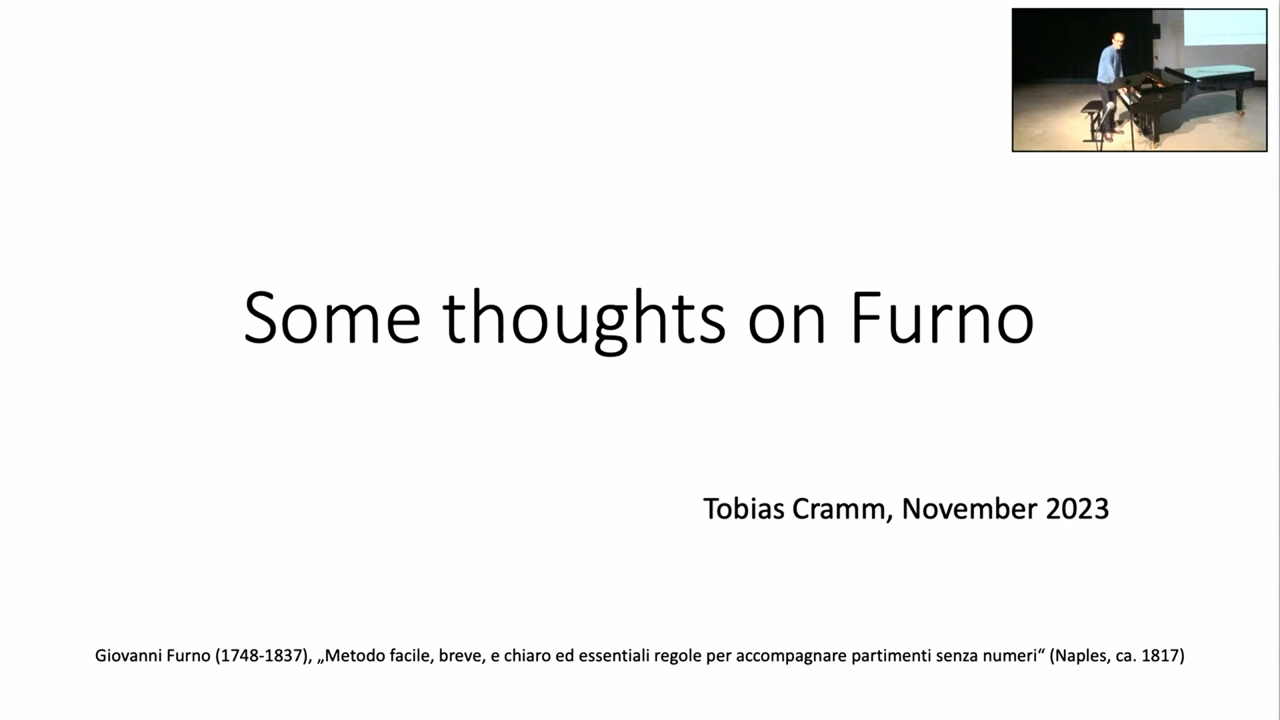 Some thoughts on Furno
Tobias Cramm, November 2023
Giovanni Furno (1748-1837), „Metodo facile, breve, e chiaro ed essentiali regole per accompagnare partimenti senza numeri“ (Naples, ca. 1817)